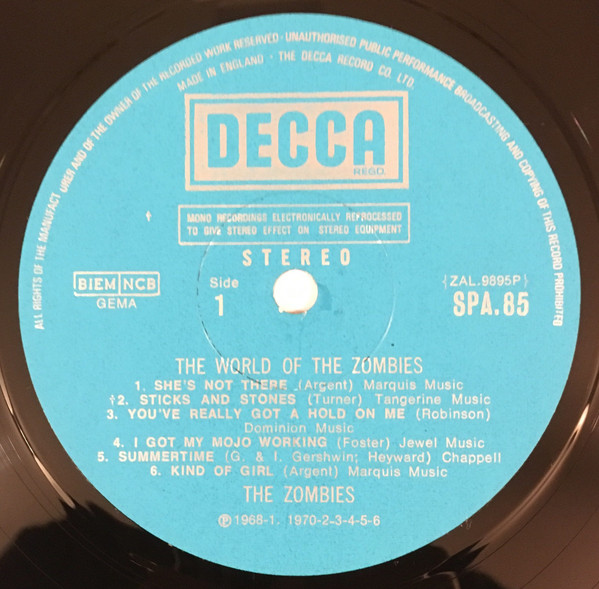 ALL RIGHTS OF THE MANUFACTURER AND OF THE OWNER OF THE RECORDED WORK RESERVED · UNAUTHORISED PUBLIC PERFORMANCE BROADCASTING AND COPYING OF THIS RECORD PROHIBITED
MADE IN ENGLAND · THE DECCA RECORD CO. LTD.
DECCA
REGD.
† MONO RECORDINGS ELECTRONICALLY REPROCESSED
TO GIVE STEREO EFFECT ON STEREO EQUIPMENT
STEREO
BIEM NCB
GEMA
Side
1
{ZAL.9895P}
SPA.85
THE WORLD OF THE ZOMBIES
1. SHE'S NOT THERE (Argent) Marquis Music
†2. STICKS AND STONES (Turner) Tangerine Music
3. YOU'VE REALLY GOT A HOLD ON ME (Robinson)
Dominion Music
4. I GOT MY MOJO WORKING (Foster) Jewel Music
5. SUMMERTIME (G. & I. Gershwin; Heyward) Chappell
6. KIND OF GIRL (Argent) Marquis Music
THE ZOMBIES
Ⓟ 1968-1. 1970-2-3-4-5-6